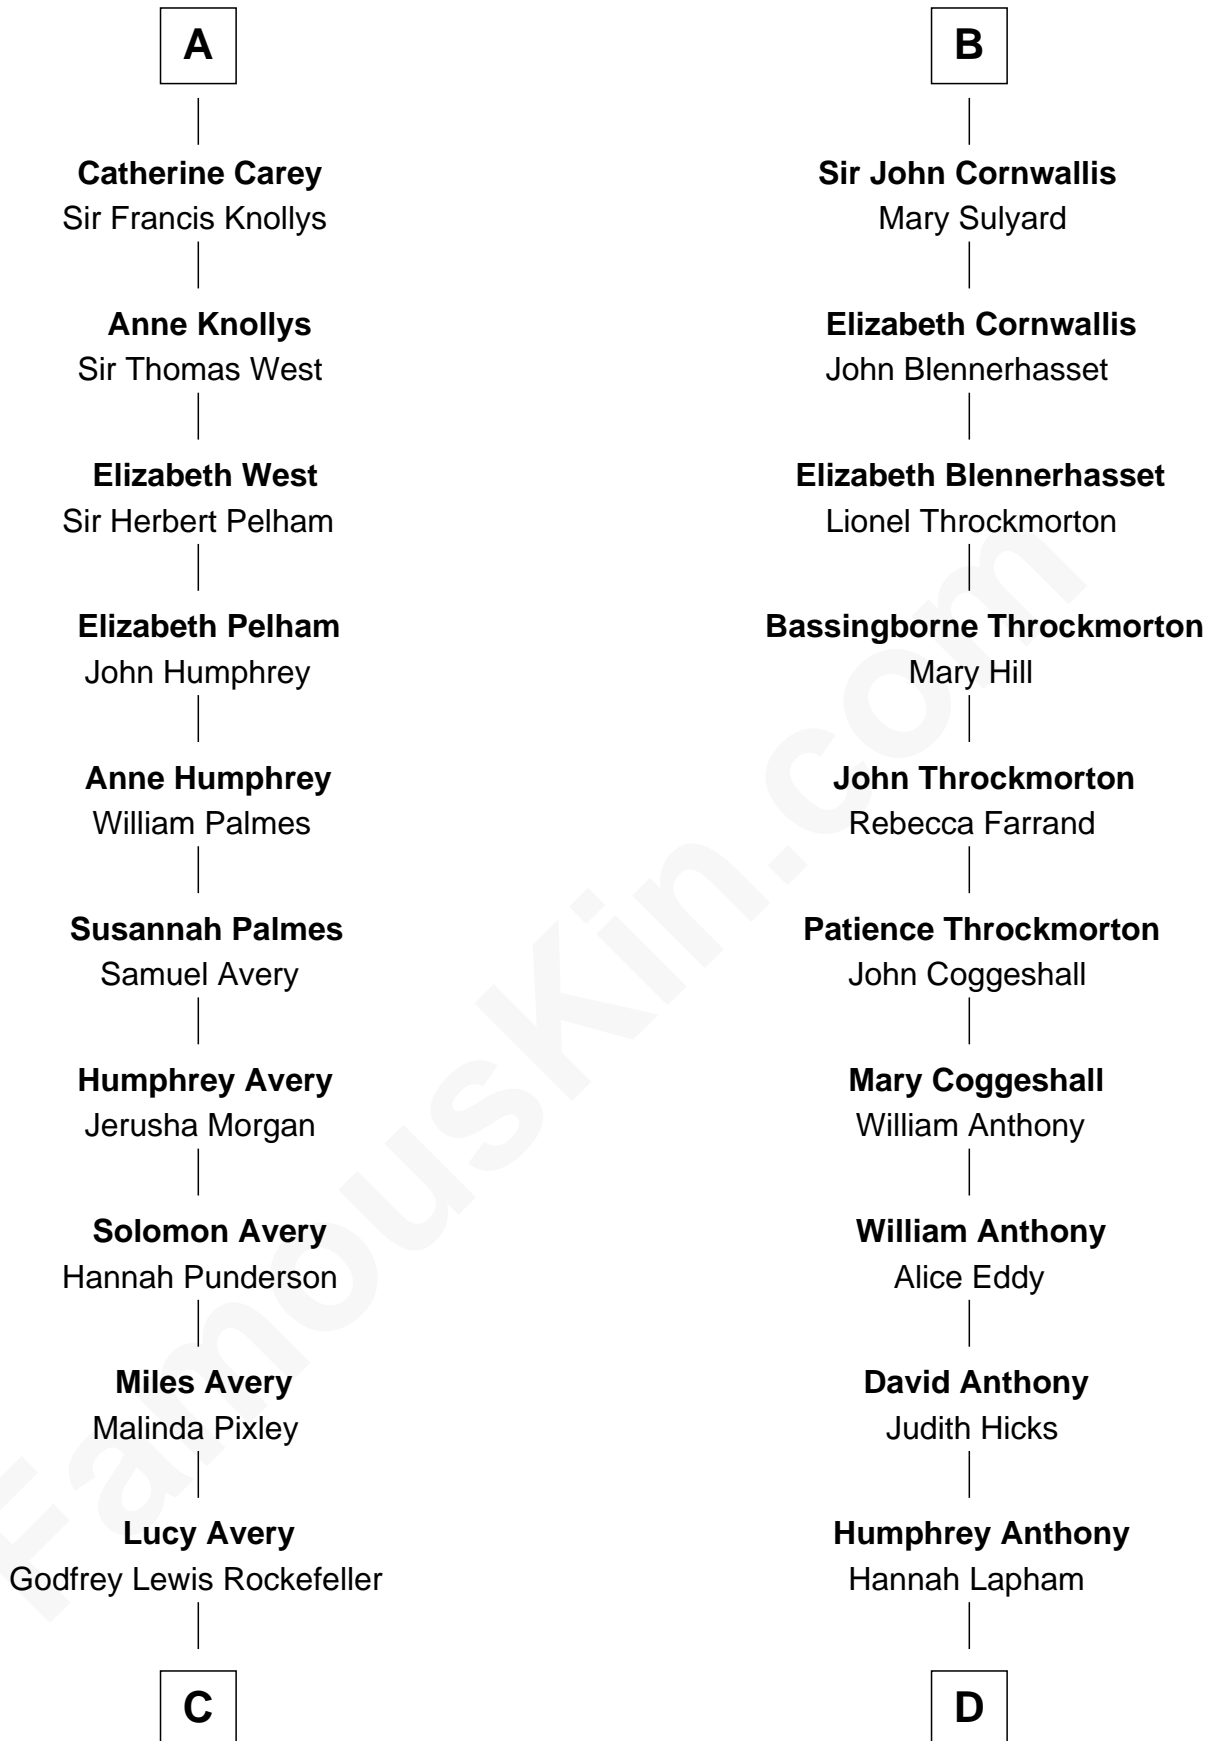 A
Catherine Carey
Sir Francis Knollys
Anne Knollys
Sir Thomas West
Elizabeth West
Sir Herbert Pelham
Elizabeth Pelham
John Humphrey
Anne Humphrey
William Palmes
Susannah Palmes
Samuel Avery
Humphrey Avery
Jerusha Morgan
Solomon Avery
Hannah Punderson
Miles Avery
Malinda Pixley
Lucy Avery
Godfrey Lewis Rockefeller
C
B
Sir John Cornwallis
Mary Sulyard
Elizabeth Cornwallis
John Blennerhasset
Elizabeth Blennerhasset
Lionel Throckmorton
Bassingborne Throckmorton
Mary Hill
John Throckmorton
Rebecca Farrand
Patience Throckmorton
John Coggeshall
Mary Coggeshall
William Anthony
William Anthony
Alice Eddy
David Anthony
Judith Hicks
Humphrey Anthony
Hannah Lapham
D
FamousKin.com